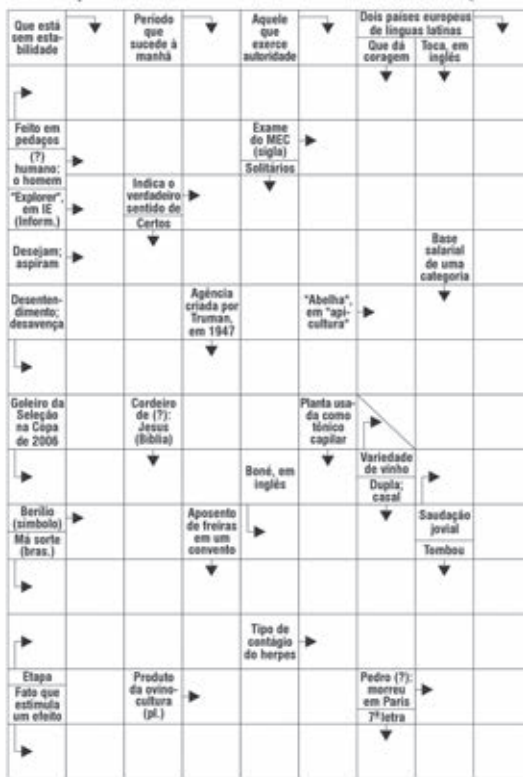 Que está
sem esta-
bilidade
Período
que
sucede à
manhã
Aquele
que
exerce
autoridade
Dois países europeus
de línguas latinas
Que dá
coragem
Toca, em
inglês
Feito em
pedaços
(?)
humano:
o homem
Exame
do MEC
(sigla)
Solitários
"Explorer",
em IE
(Inform.)
Indica o
verdadeiro
sentido de
Certos
Desejam;
aspiram
Base
salarial
de uma
categoria
Desenten-
dimento;
desavença
Agência
criada por
Truman,
em 1947
"Abelha",
em "api-
cultura"
Goleiro da
Seleção
na Copa
de 2006
Cordeiro
de (?):
Jesus
(Bíblia)
Planta usa-
da como
tônico
capilar
Boné, em
inglês
Variedade
de vinho
Dupla;
casal
Berílio
(símbolo)
Má sorte
(bras.)
Aposento
de freiras
em um
convento
Saudação
jovial
Tombou
Tipo de
contágio
do herpes
Etapa
Fato que
estimula
um efeito
Produto
da ovino-
cultura
(pl.)
Pedro (?):
morreu
em Paris
7ª letra